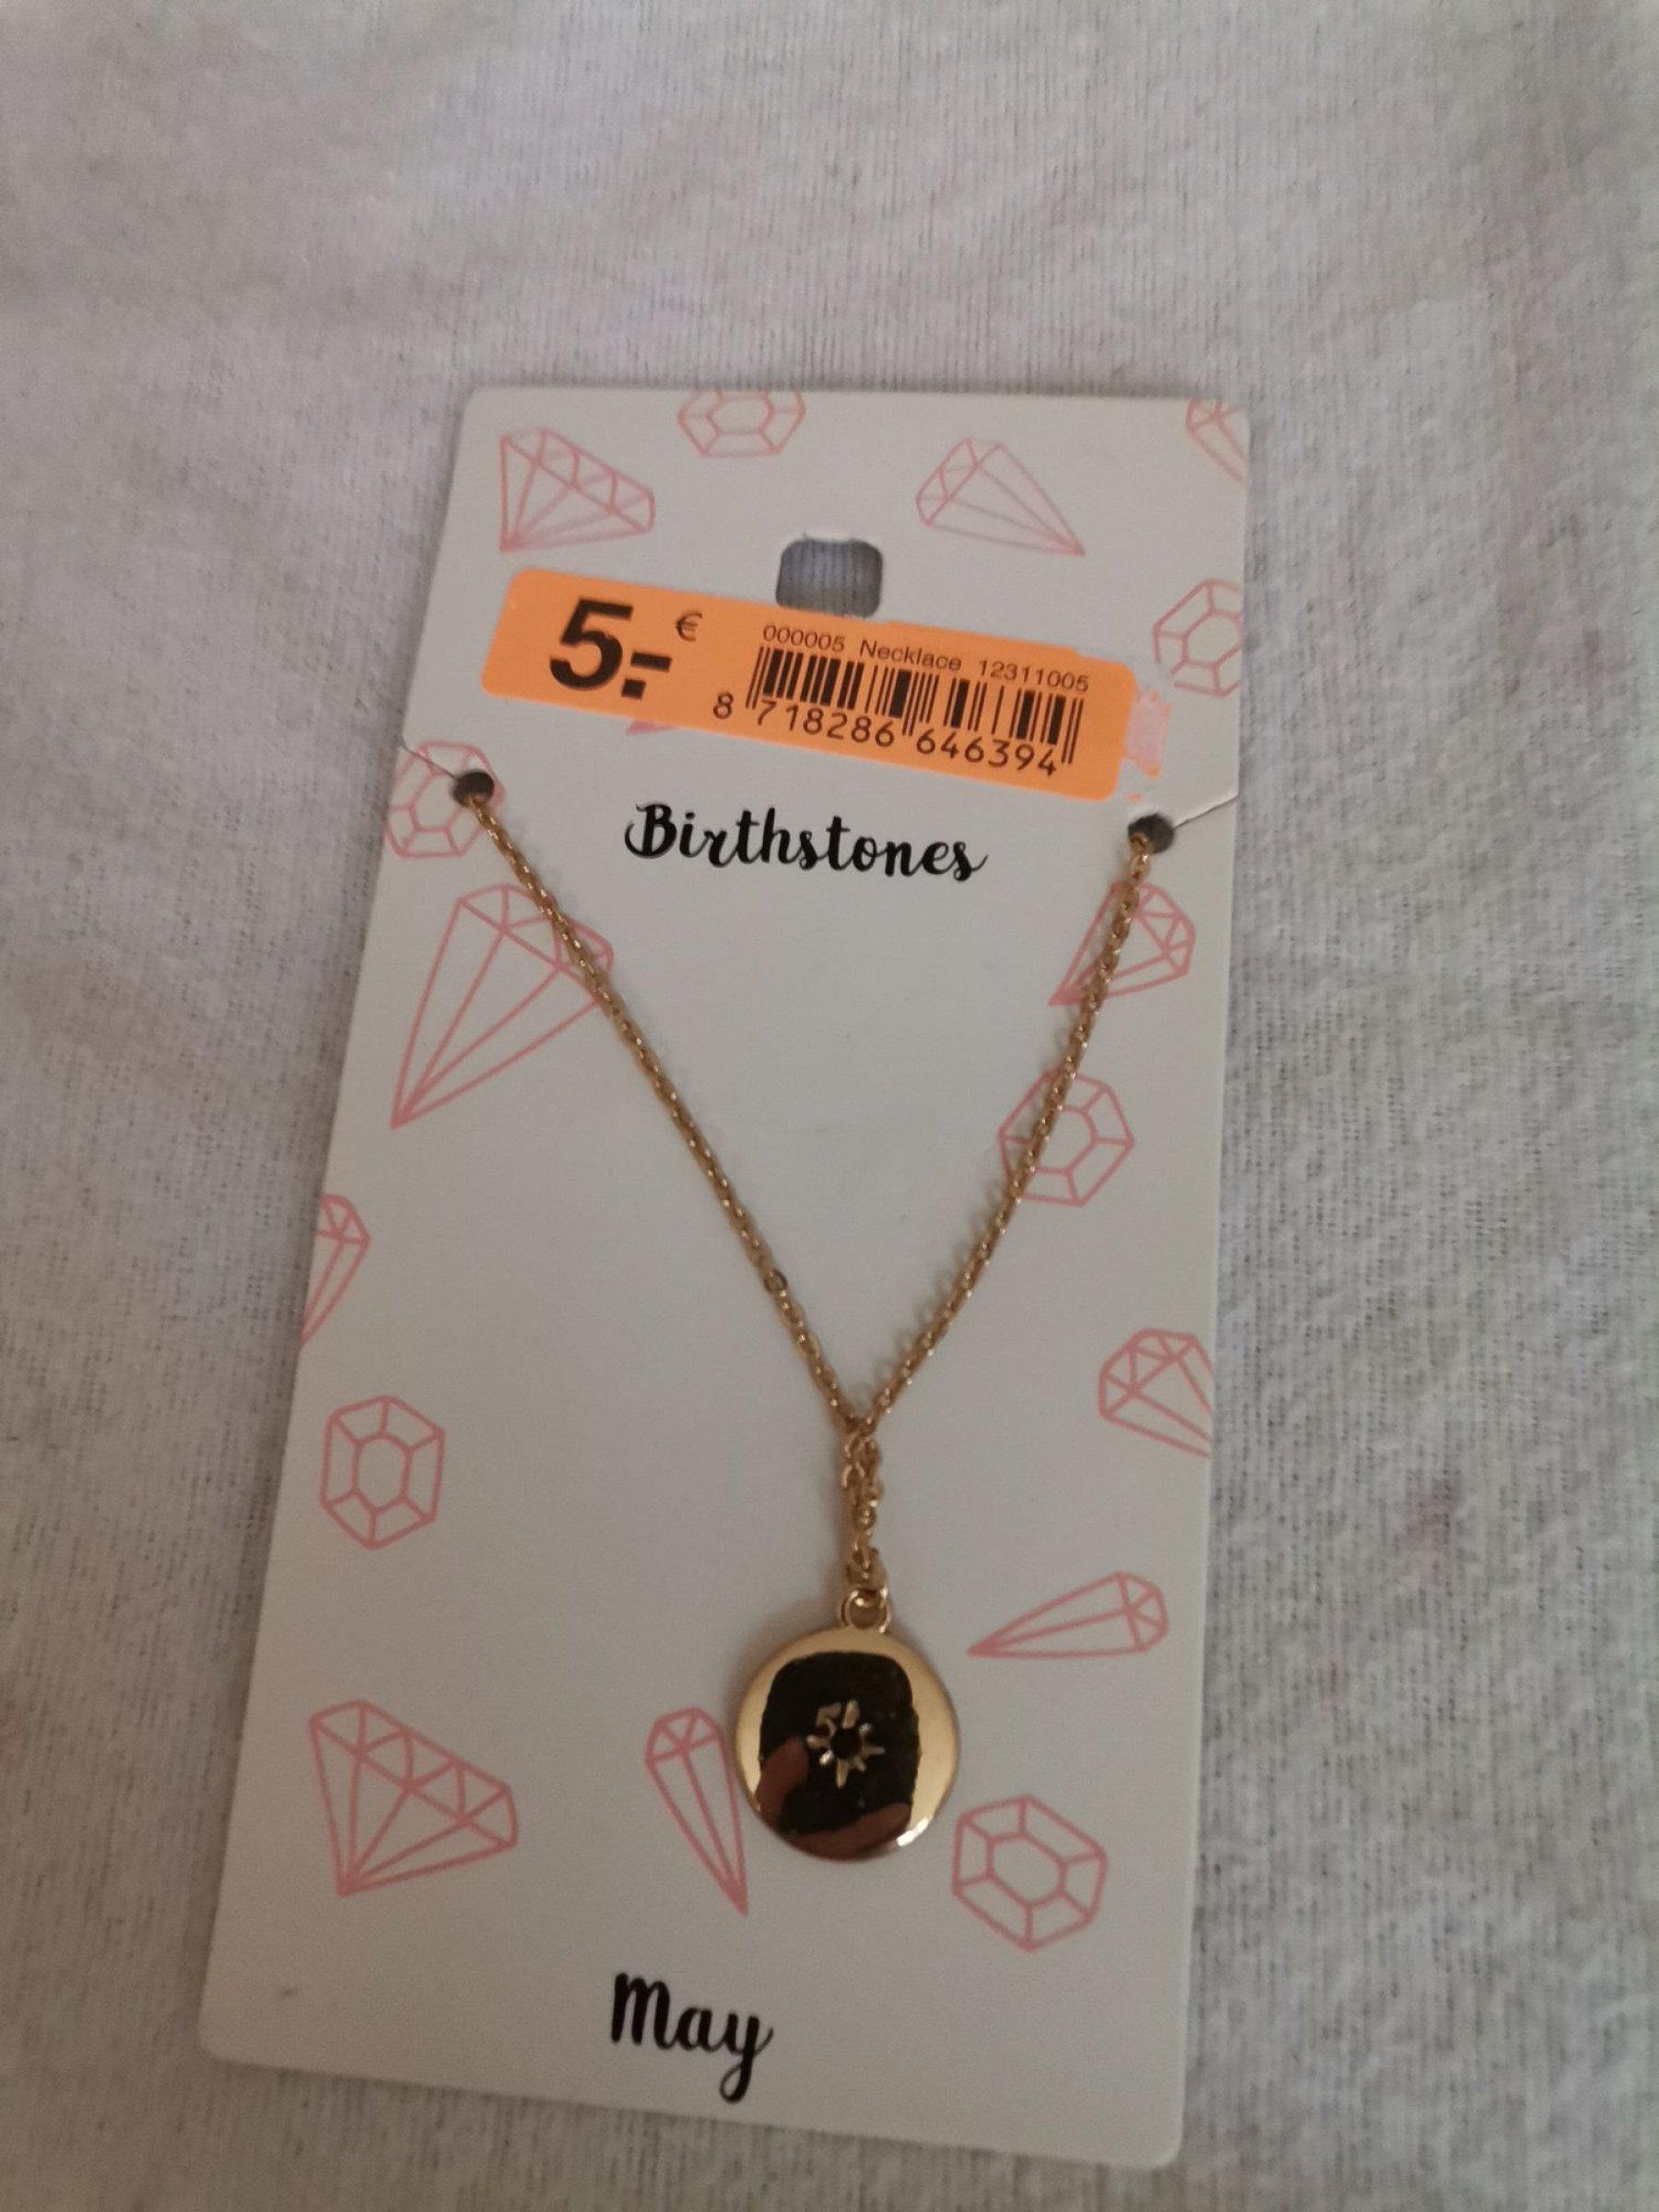 5.- €
000005 Necklace 12311005
8 718286 646394
Birthstones
May